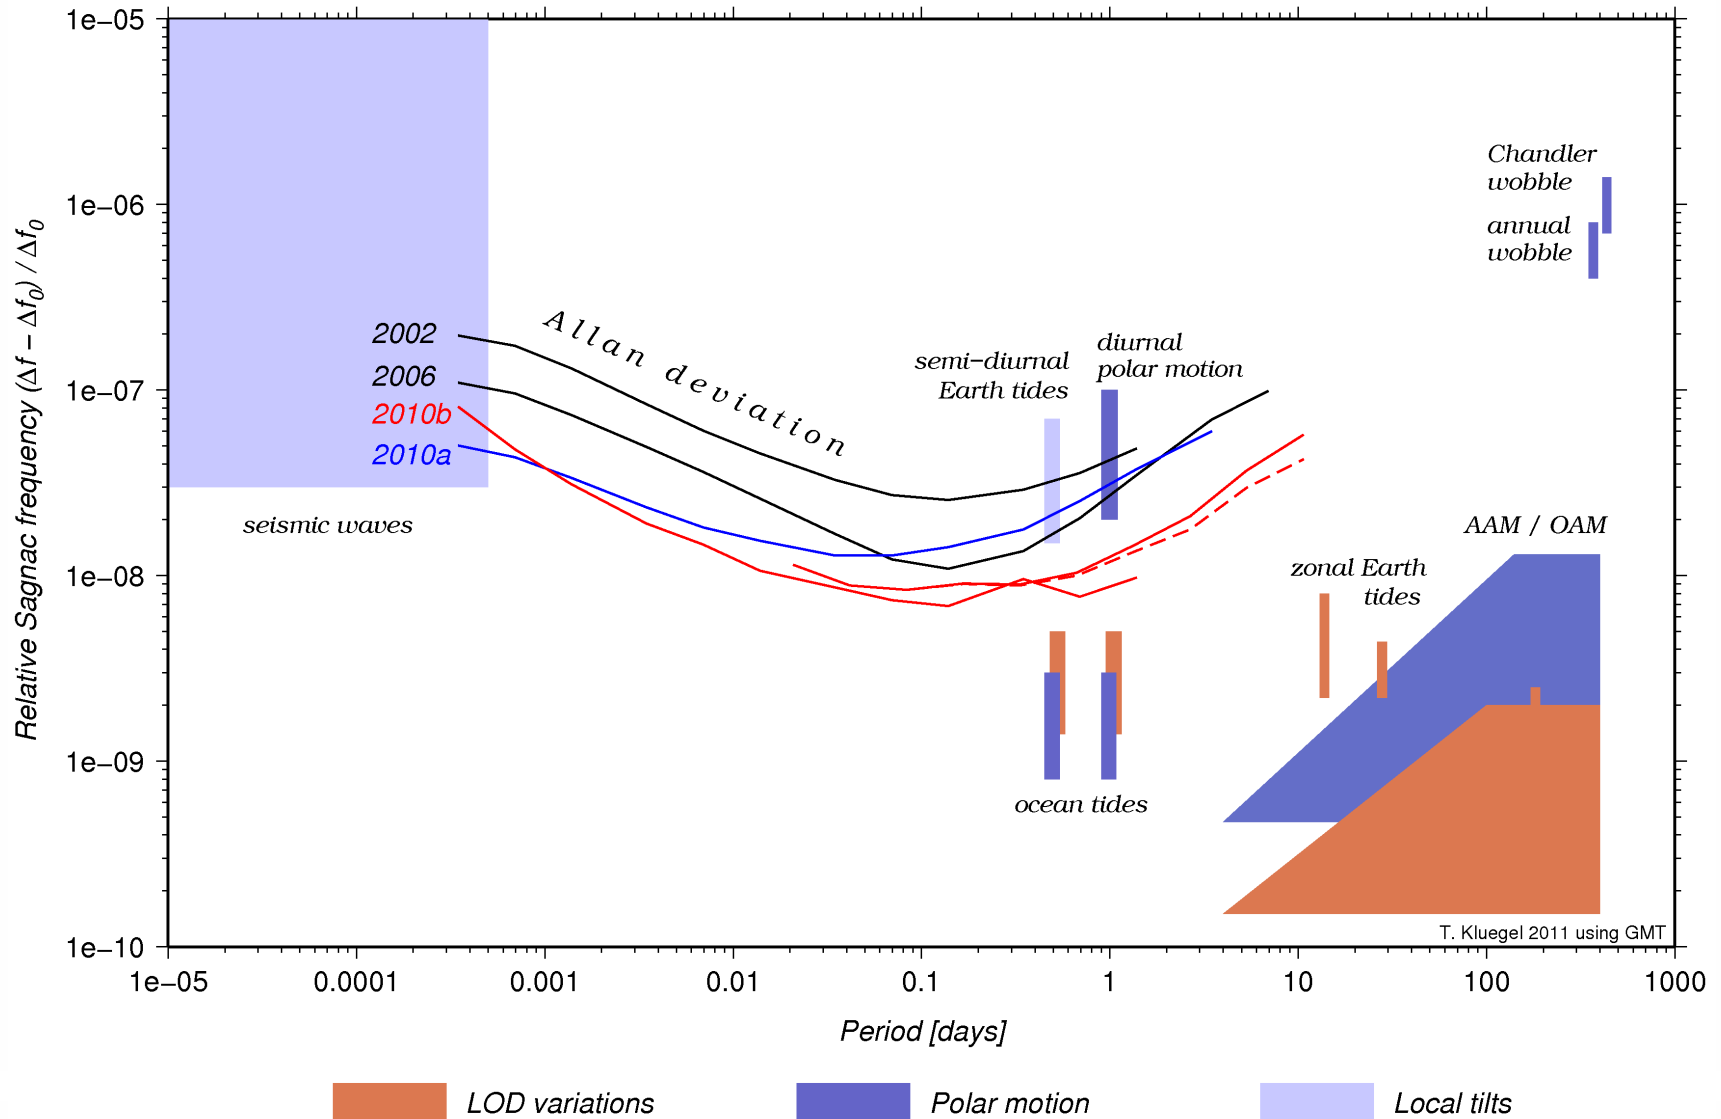 1e−05
1e−06
1e−07
1e−08
1e−09
1e−10
Relative Sagnac frequency (Δf − Δf0) / Δf0
Chandler
wobble
annual
wobble
2002
2006
2010b
2010a
Allan deviation
semi−diurnal
Earth tides
diurnal
polar motion
seismic waves
AAM / OAM
zonal Earth
tides
ocean tides
T. Kluegel 2011 using GMT
1e−05 0.0001 0.001 0.01 0.1 1 10 100 1000
Period [days]
LOD variations Polar motion Local tilts